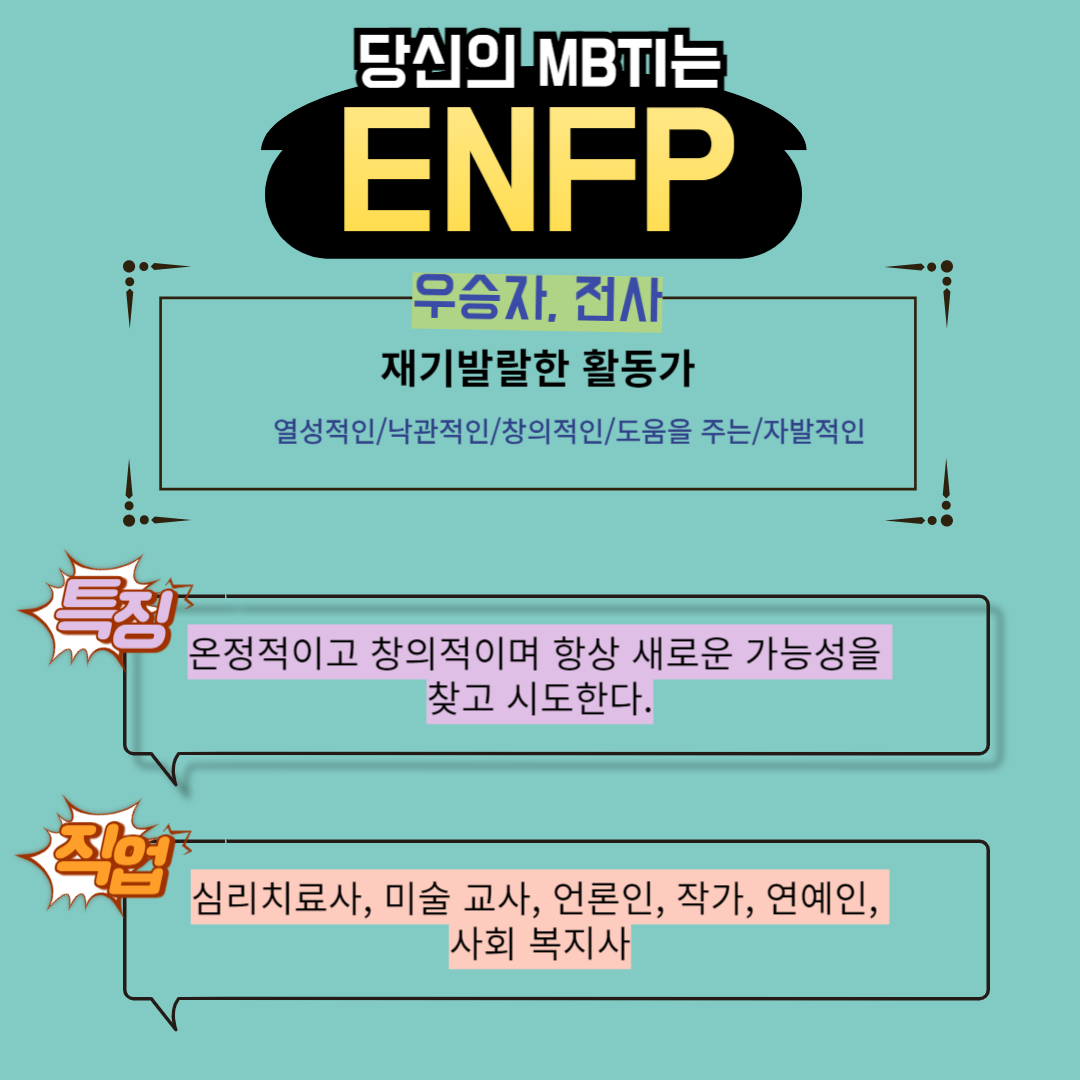 당신의 MBTI는
ENFP
우승자, 전사
재기발랄한 활동가
열성적인/낙관적인/창의적인/도움을 주는/자발적인
특징
온정적이고 창의적이며 항상 새로운 가능성을
찾고 시도한다.
직업
심리치료사, 미술 교사, 언론인, 작가, 연예인,
사회 복지사